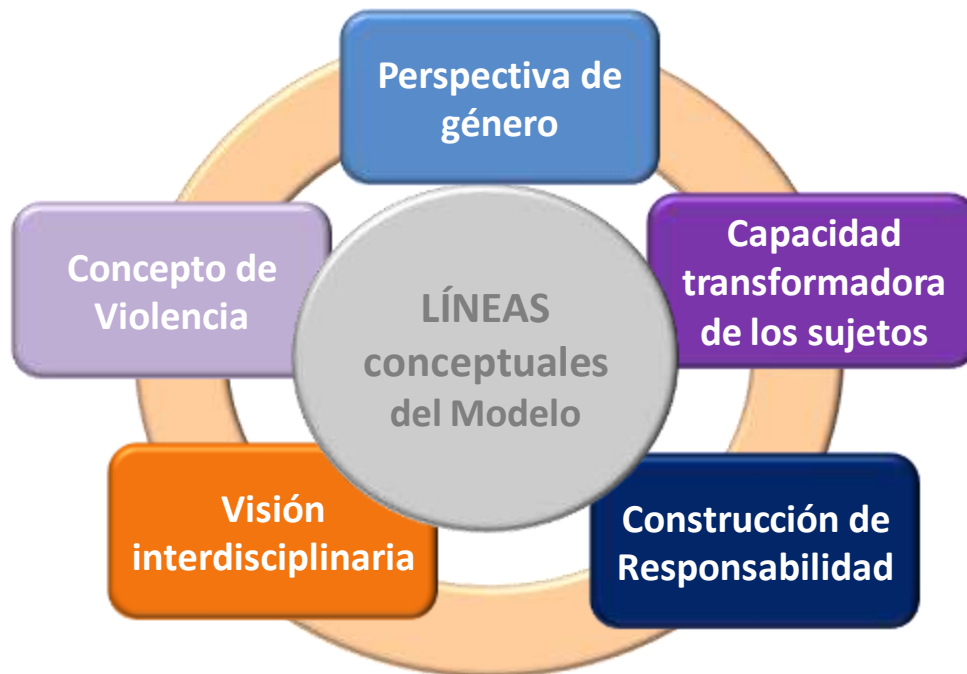 Perspectiva de
género
Capacidad
transformadora
de los sujetos
Construcción de
Responsabilidad
Visión
interdisciplinaria
Concepto de
Violencia
LÍNEAS
conceptuales
del Modelo